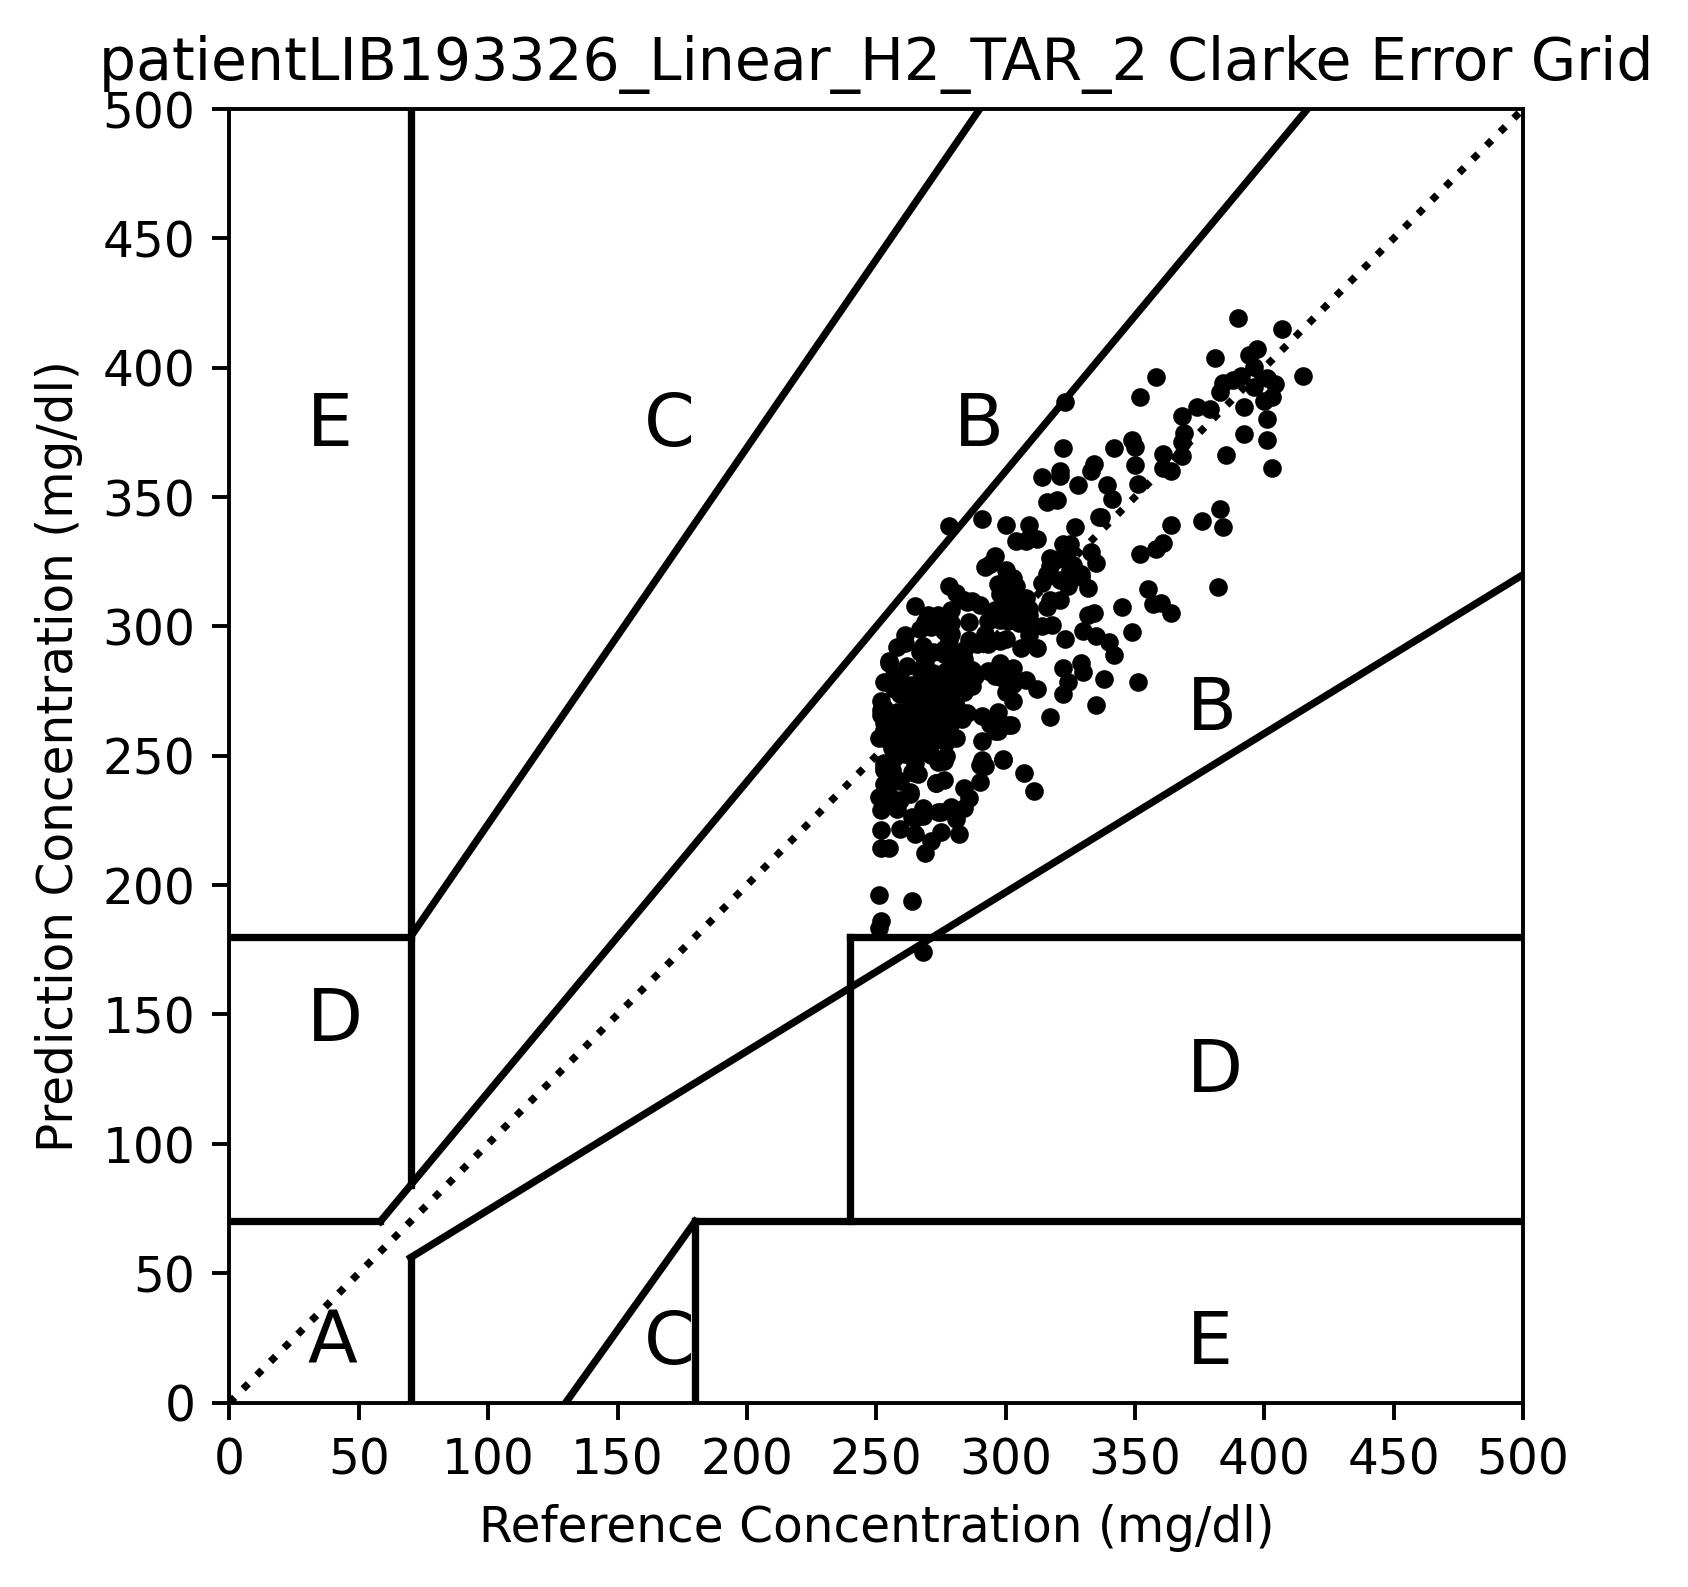 patientLIB193326_Linear_H2_TAR_2 Clarke Error Grid
500
450
400
350
300
250
200
150
100
50
0
Prediction Concentration (mg/dl)
E
C
B
D
B
D
A
C
E
0 50 100 150 200 250 300 350 400 450 500
Reference Concentration (mg/dl)